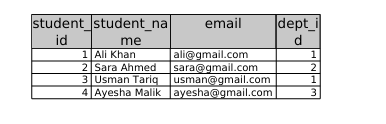 student_id student_name email dept_id
1 Ali Khan ali@gmail.com 1
2 Sara Ahmed sara@gmail.com 2
3 Usman Tariq usman@gmail.com 1
4 Ayesha Malik ayesha@gmail.com 3